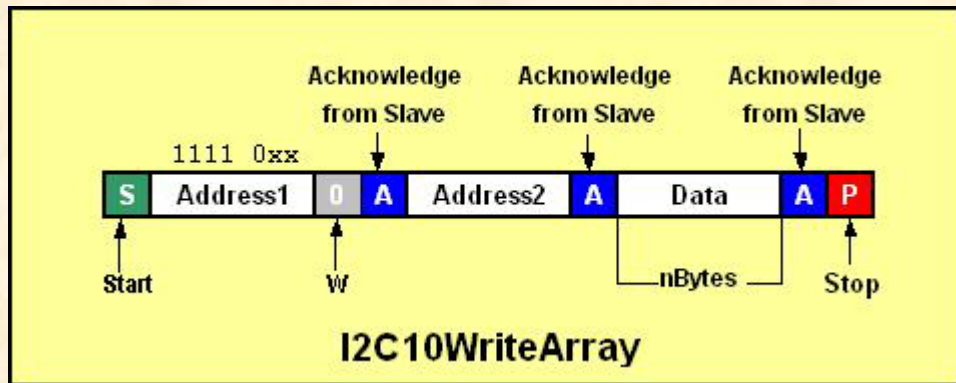 Acknowledge Acknowledge Acknowledge
from Slave from Slave from Slave
1111 0xx
S Address1 0 A Address2 A Data A P
Start W nBytes Stop
I2C10WriteArray